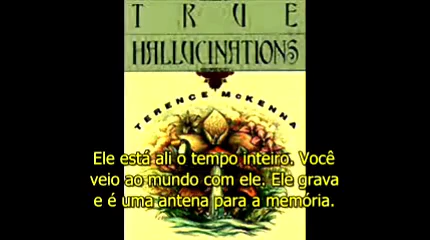 TRUE
HALLUCINATIONS
TERENCE MCKENNA
Ele está ali o tempo inteiro. Você
veio ao mundo com ele. Ele grava
e é uma antena para a memória.